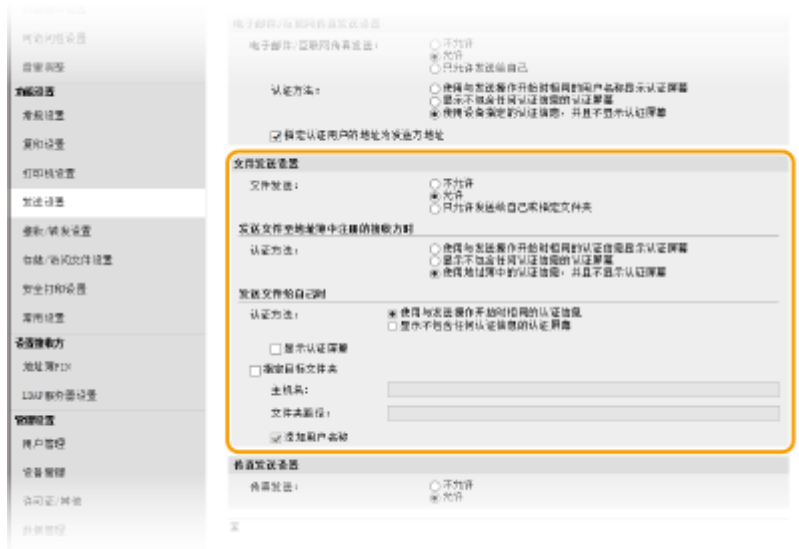 可访问性设置
音量调整
功能设置
常规设置
复印设置
打印机设置
发送设置
接收/转发设置
存储/访问文件设置
安全打印设置
常用设置
设置接收方
地址簿PIN
LDAP服务器设置
管理设置
用户管理
设备管理
许可证/其他
数据管理
电子邮件/互联网传真发送设置
电子邮件/互联网传真发送:
不允许
允许
只允许发送给自己
认证方法:
使用与发送操作开始时相同的用户名称显示认证屏幕
显示不包含任何认证信息的认证屏幕
使用设备指定的认证信息,并且不显示认证屏幕
指定认证用户的地址为发送方地址
文件发送设置
文件发送:
不允许
允许
只允许发送给自己或指定文件夹
发送文件至地址簿中注册的接收方时
认证方法:
使用与发送操作开始时相同的认证信息显示认证屏幕
显示不包含任何认证信息的认证屏幕
使用地址簿中的认证信息,并且不显示认证屏幕
发送文件给自己时
认证方法:
使用与发送操作开始时相同的认证信息
显示不包含任何认证信息的认证屏幕
显示认证屏幕
指定目标文件夹
主机名:
文件夹路径:
添加用户名称
传真发送设置
传真发送:
不允许
允许